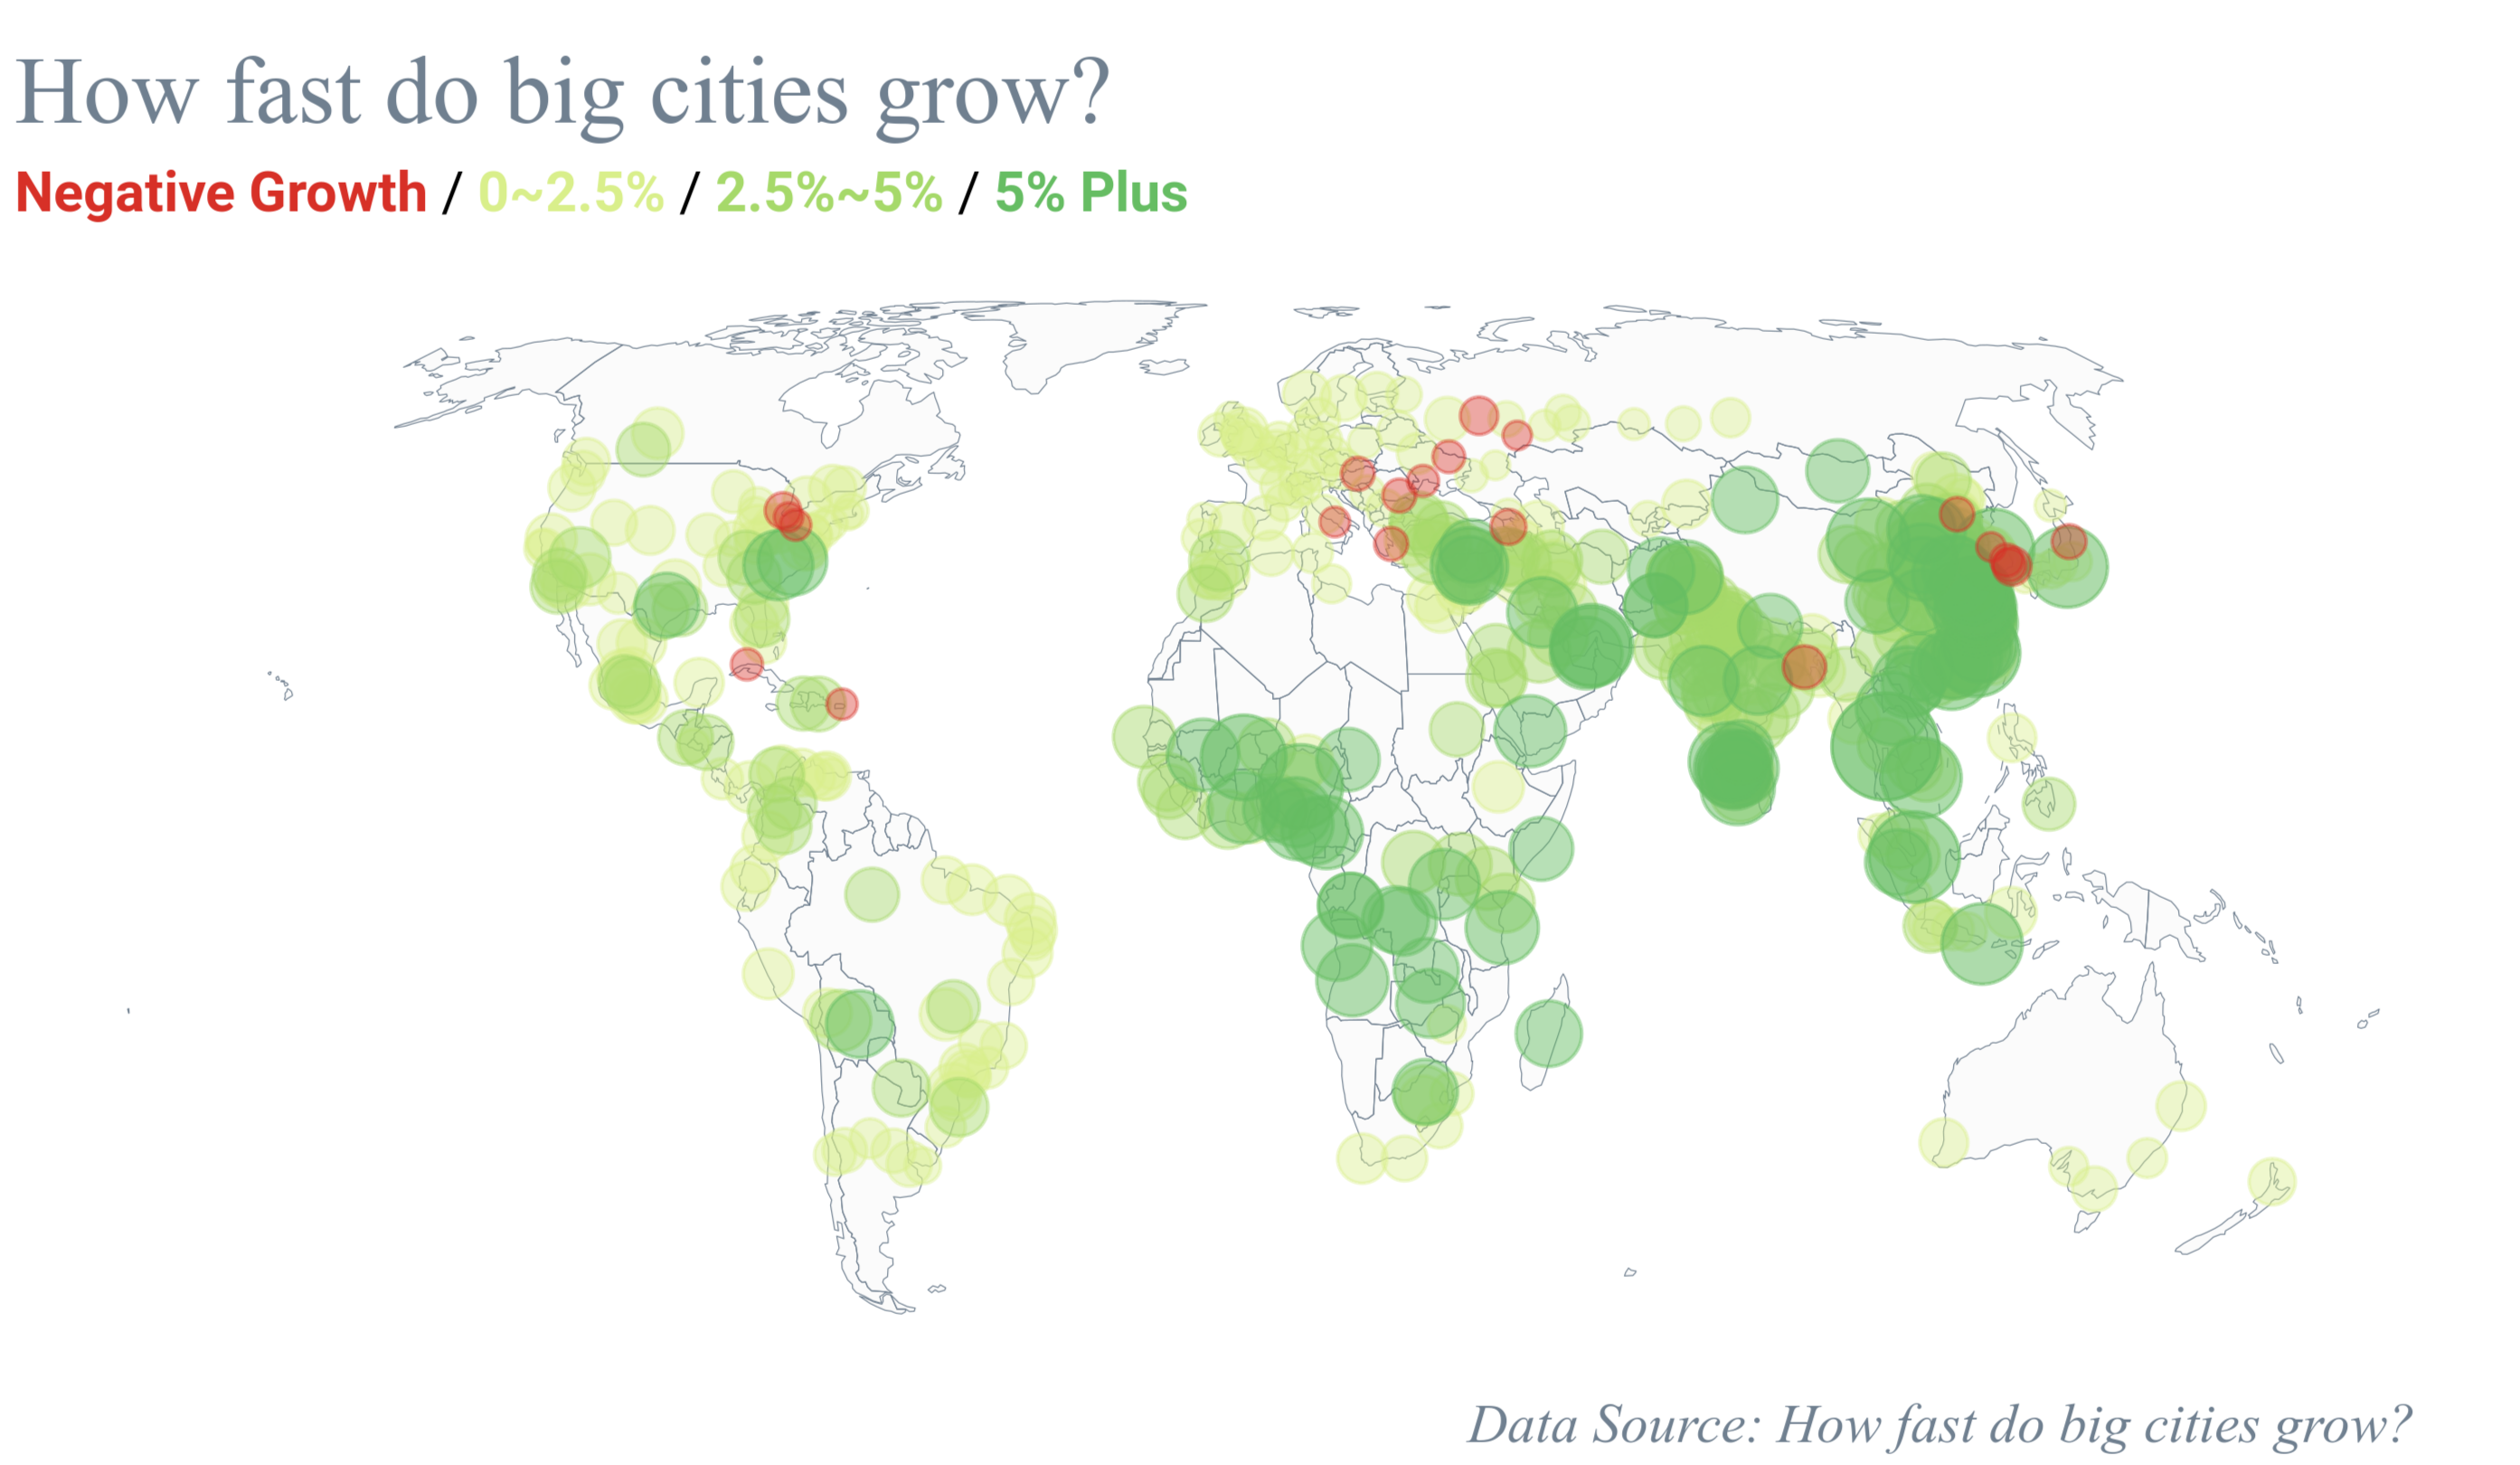 How fast do big cities grow?
Negative Growth / 0~2.5% / 2.5%~5% / 5% Plus
Data Source: How fast do big cities grow?